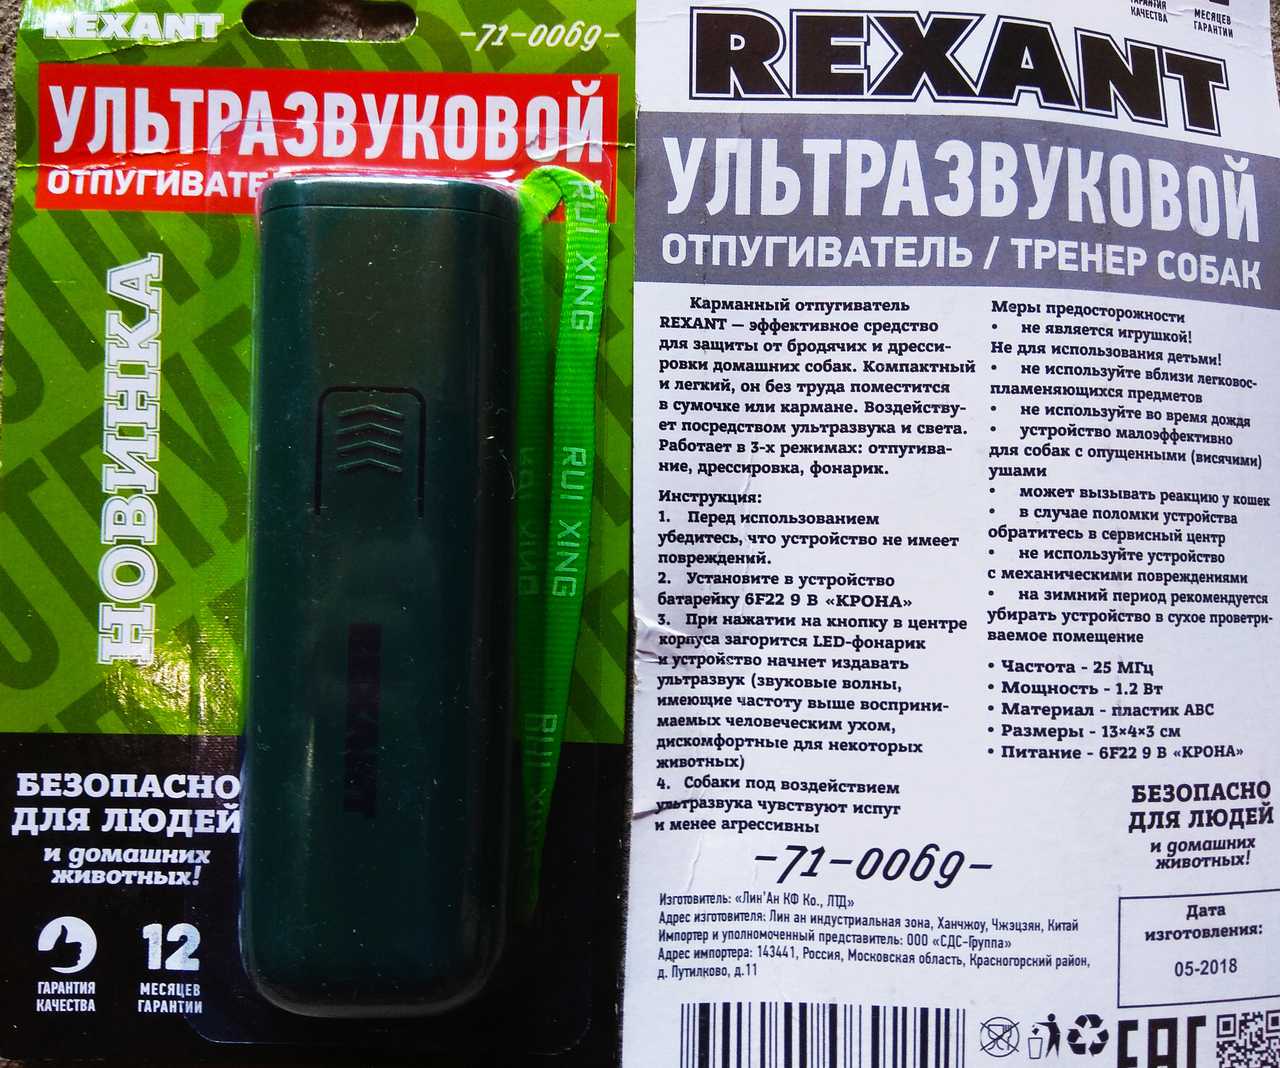 REXANT
-71-0069-
УЛЬТРАЗВУКОВОЙ
НОВИНКА
RUI XING
RUI XING
RUI
БЕЗОПАСНО
ДЛЯ ЛЮДЕЙ
и домашних
животных!
ГАРАНТИЯ
КАЧЕСТВА
12
МЕСЯЦЕВ
ГАРАНТИИ
REXANT
КАЧЕСТВА
МЕСЯЦЕВ
ГАРАНТИИ
REXANT
УЛЬТРАЗВУКОВОЙ
ОТПУГИВАТЕЛЬ / ТРЕНЕР СОБАК
Карманный отпугиватель
REXANT — эффективное средство
для защиты от бродячих и дресси-
ровки домашних собак. Компактный
и легкий, он без труда поместится
в сумочке или кармане. Воздейству-
ет посредством ультразвука и света.
Работает в 3-х режимах: отпугива-
ние, дрессировка, фонарик.
Инструкция:
1. Перед использованием
убедитесь, что устройство не имеет
повреждений.
2. Установите в устройство
батарейку 6F22 9 В «КРОНА»
3. При нажатии на кнопку в центре
корпуса загорится LED-фонарик
и устройство начнет издавать
ультразвук (звуковые волны,
имеющие частоту выше восприни-
маемых человеческим ухом,
дискомфортные для некоторых
животных)
4. Собаки под воздействием
ультразвука чувствуют испуг
и менее агрессивны
Меры предосторожности
• не является игрушкой!
Не для использования детьми!
• не используйте вблизи легковос-
пламеняющихся предметов
• не используйте во время дождя
• устройство малоэффективно
для собак с опущенными (висячими)
ушами
• может вызывать реакцию у кошек
• в случае поломки устройства
обратитесь в сервисный центр
• не используйте устройство
с механическими повреждениями
• на зимний период рекомендуется
убирать устройство в сухое проветри-
ваемое помещение
• Частота - 25 МГц
• Мощность - 1.2 Вт
• Материал - пластик АВС
• Размеры - 13×4×3 см
• Питание - 6F22 9 В «КРОНА»
БЕЗОПАСНО
ДЛЯ ЛЮДЕЙ
и домашних
животных!
-71-0069-
Изготовитель: «Лин'Ан КФ Ко., ЛТД»
Адрес изготовителя: Лин ан индустриальная зона, Ханчжоу, Чжэцзян, Китай
Импортер и уполномоченный представитель: ООО «СДС-Группа»
Адрес импортера: 143441, Россия, Московская область, Красногорский район,
д. Путилково, д.11
Дата
изготовления:
05-2018
EAC